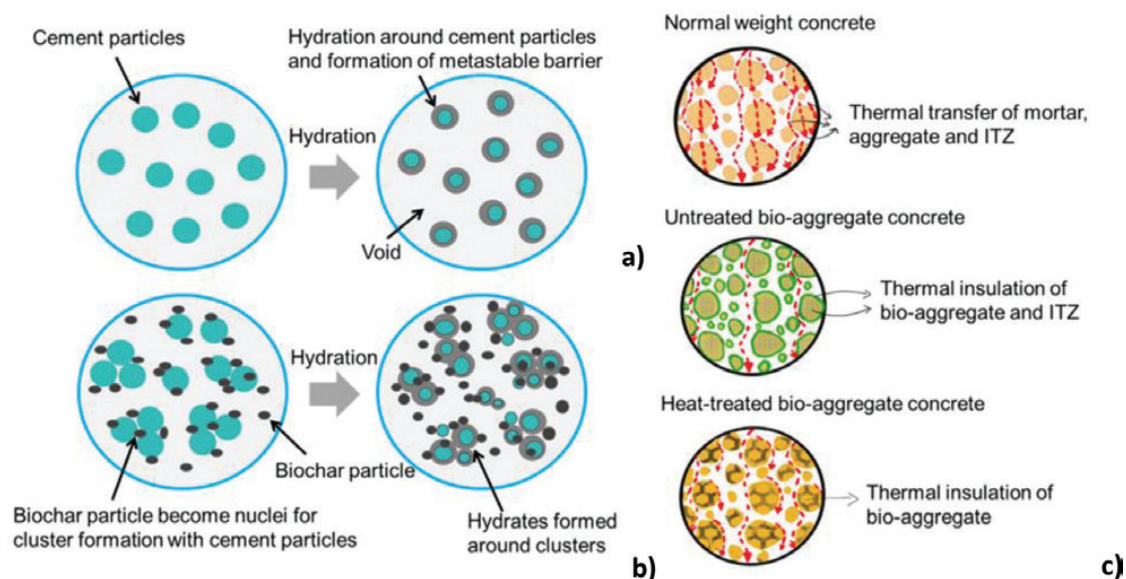 Cement particles
Hydration around cement particles
and formation of metastable barrier
Hydration
Void
a)
Hydration
Biochar particle
Biochar particle become nuclei for
cluster formation with cement particles
Hydrates formed
around clusters
b)
Normal weight concrete
Thermal transfer of mortar,
aggregate and ITZ
Untreated bio-aggregate concrete
Thermal insulation of
bio-aggregate and ITZ
Heat-treated bio-aggregate concrete
Thermal insulation of
bio-aggregate
c)